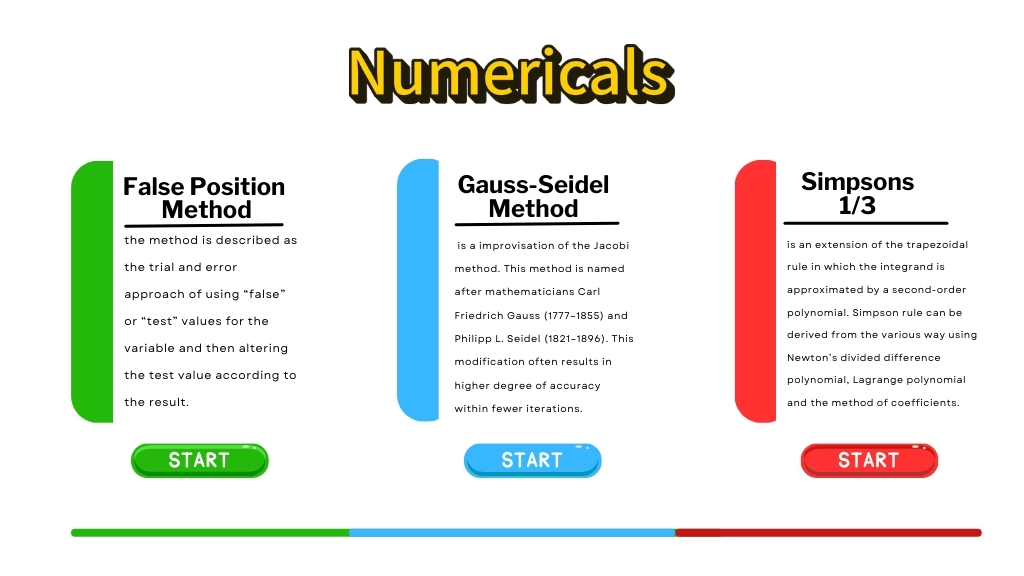 Numericals
False Position
Method
the method is described as
the trial and error
approach of using “false”
or “test” values for the
variable and then altering
the test value according to
the result.
START
Gauss-Seidel
Method
is a improvisation of the Jacobi
method. This method is named
after mathematicians Carl
Friedrich Gauss (1777–1855) and
Philipp L. Seidel (1821–1896). This
modification often results in
higher degree of accuracy
within fewer iterations.
START
Simpsons
1/3
is an extension of the trapezoidal
rule in which the integrand is
approximated by a second-order
polynomial. Simpson rule can be
derived from the various way using
Newton’s divided difference
polynomial, Lagrange polynomial
and the method of coefficients.
START